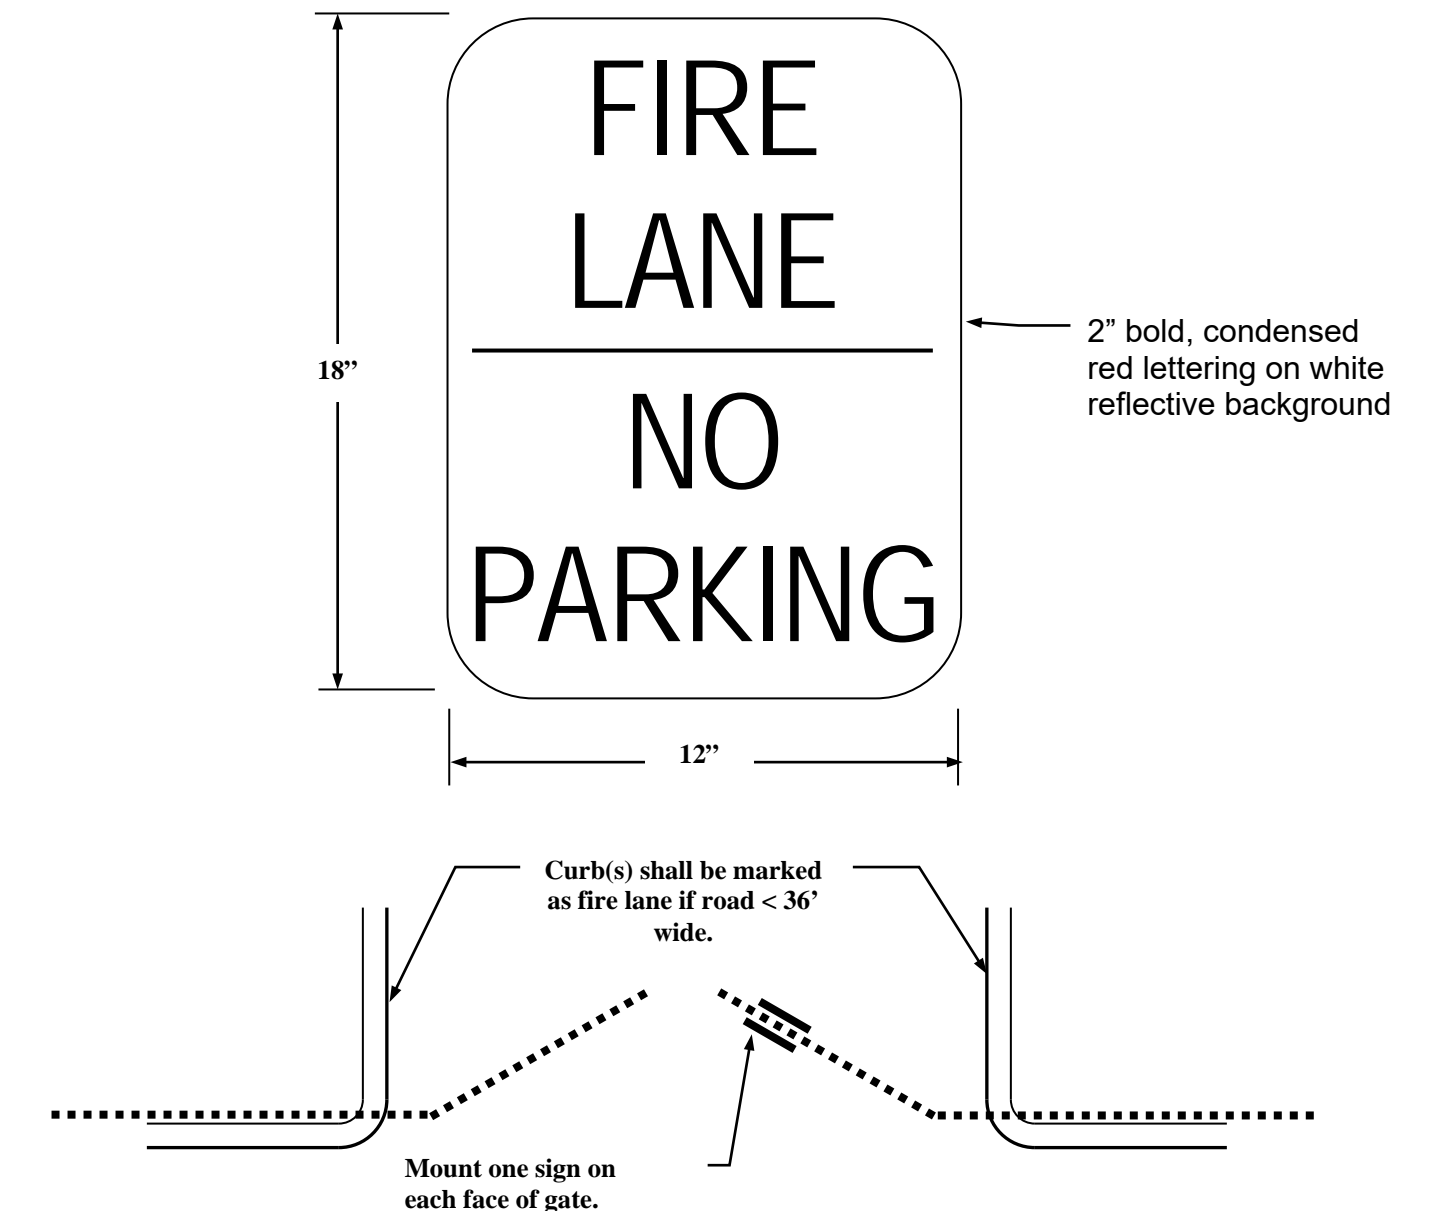 FIRE
LANE
NO
PARKING
18”
2” bold, condensed
red lettering on white
reflective background
12”
Curb(s) shall be marked
as fire lane if road < 36’
wide.
Mount one sign on
each face of gate.